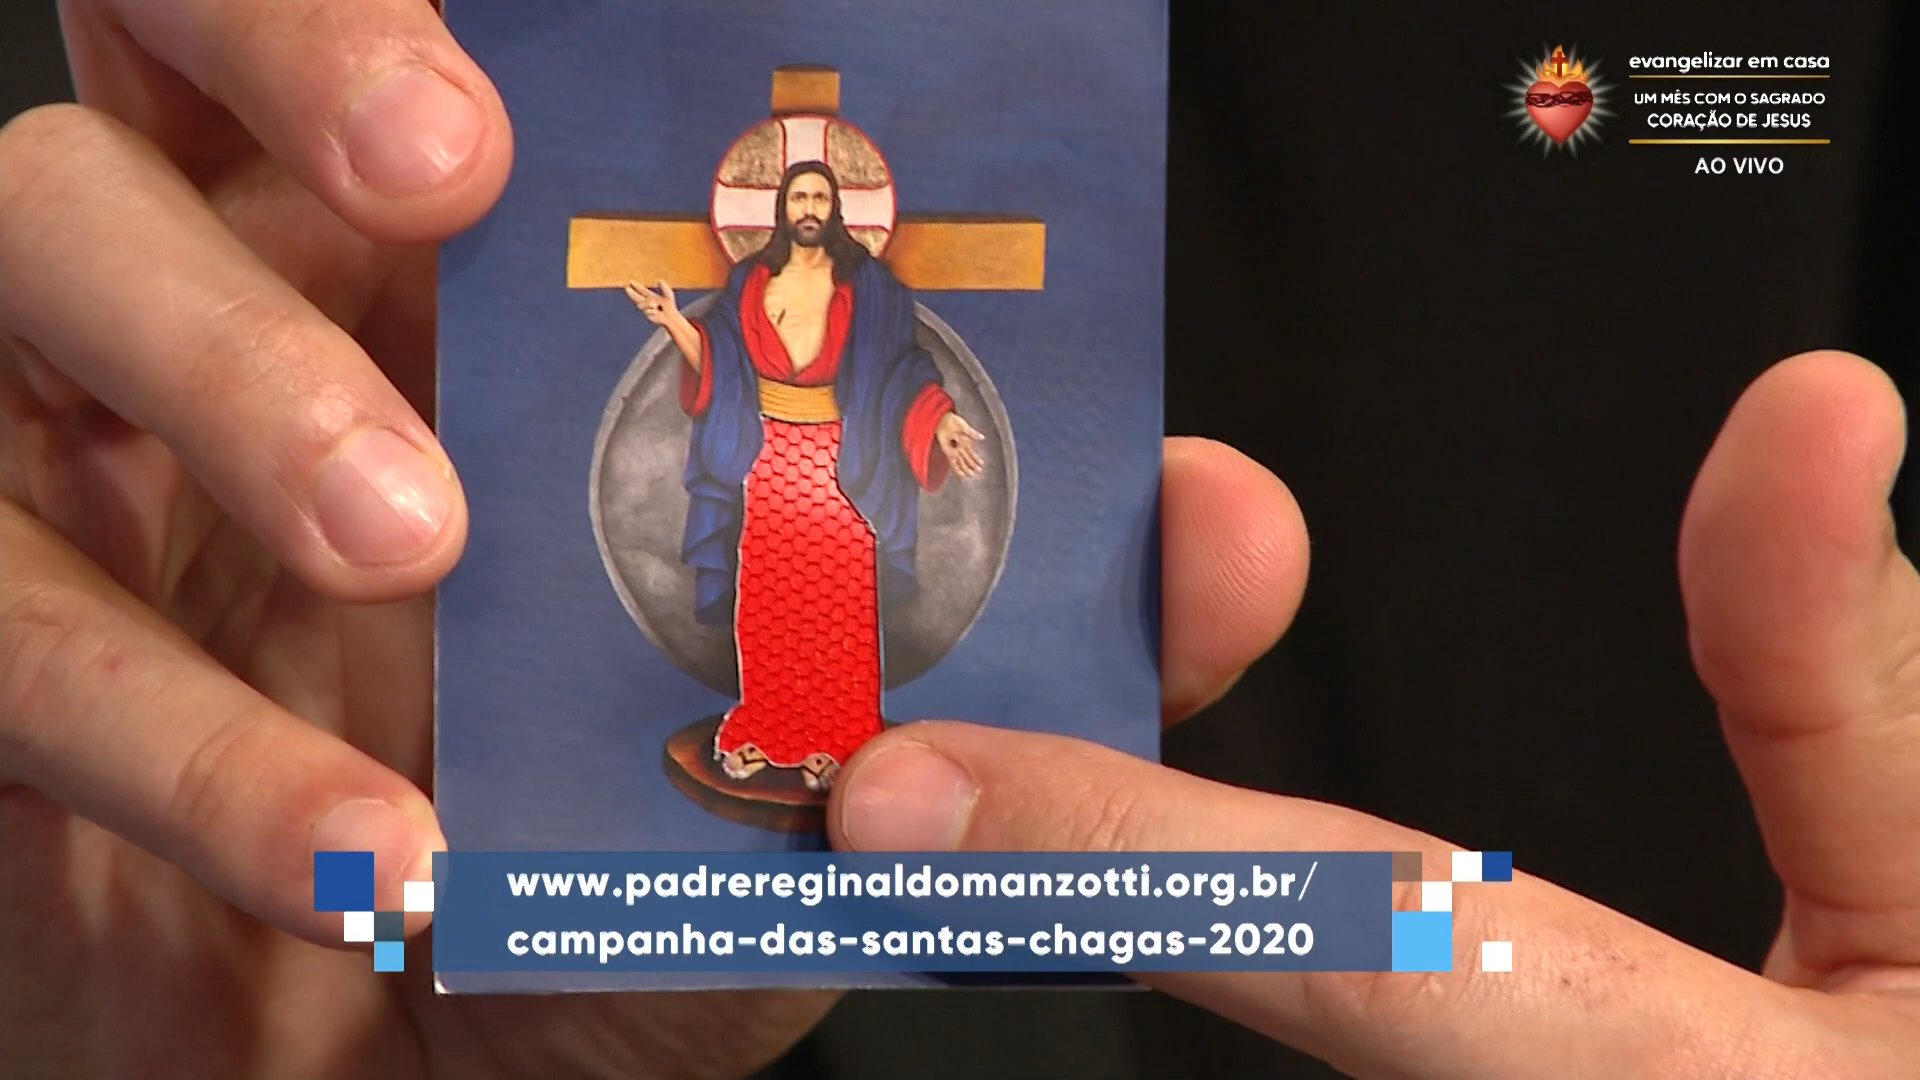 evangelizar em casa
UM MÊS COM O SAGRADO
CORAÇÃO DE JESUS
AO VIVO
www.padrereginaldomanzotti.org.br/
campanha-das-santas-chagas-2020